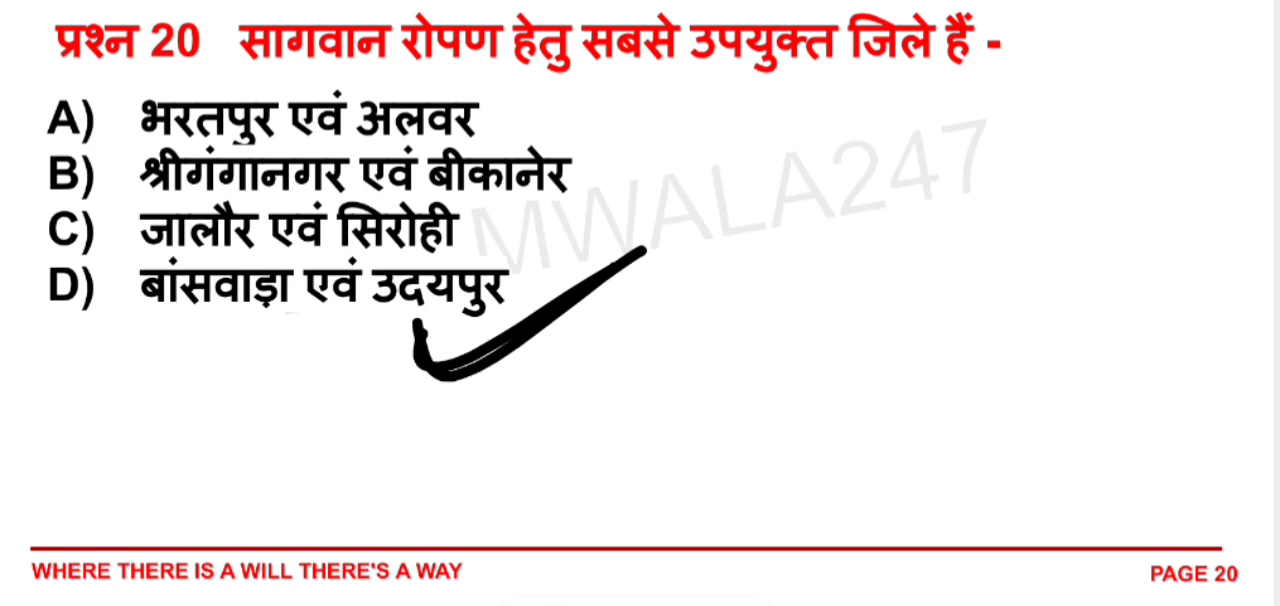 प्रश्न 20 सागवान रोपण हेतु सबसे उपयुक्त जिले हैं -
A) भरतपुर एवं अलवर
B) श्रीगंगानगर एवं बीकानेर
C) जालौर एवं सिरोही
D) बांसवाड़ा एवं उदयपुर
MWALA247
WHERE THERE IS A WILL THERE'S A WAY
PAGE 20